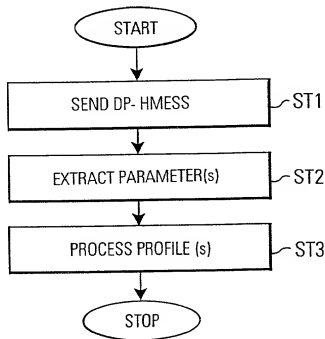 START
SEND DP- HMESS
ST1
EXTRACT PARAMETER(s)
ST2
PROCESS PROFILE (s)
ST3
STOP